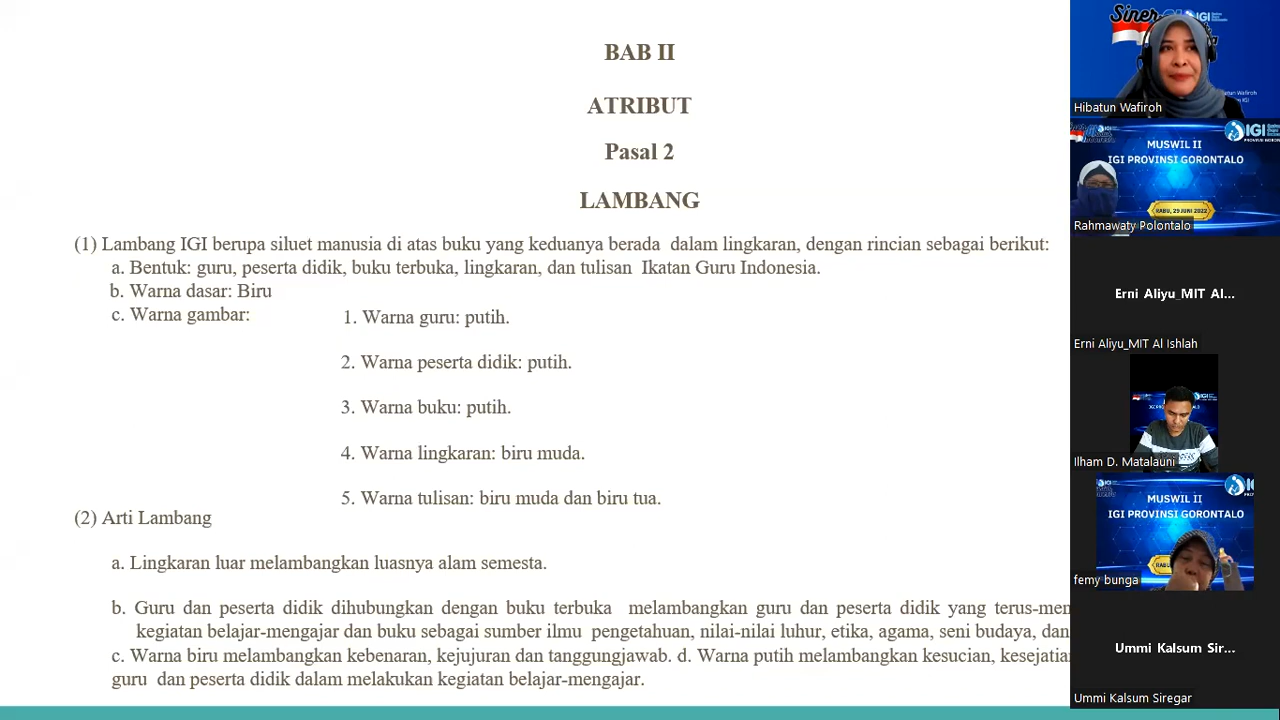 BAB II
ATRIBUT
Pasal 2
LAMBANG
(1) Lambang IGI berupa siluet manusia di atas buku yang keduanya berada dalam lingkaran, dengan rincian sebagai berikut:
a. Bentuk: guru, peserta didik, buku terbuka, lingkaran, dan tulisan Ikatan Guru Indonesia.
b. Warna dasar: Biru
c. Warna gambar:
1. Warna guru: putih.
2. Warna peserta didik: putih.
3. Warna buku: putih.
4. Warna lingkaran: biru muda.
5. Warna tulisan: biru muda dan biru tua.
(2) Arti Lambang
a. Lingkaran luar melambangkan luasnya alam semesta.
b. Guru dan peserta didik dihubungkan dengan buku terbuka melambangkan guru dan peserta didik yang terus-men
kegiatan belajar-mengajar dan buku sebagai sumber ilmu pengetahuan, nilai-nilai luhur, etika, agama, seni budaya, dan
c. Warna biru melambangkan kebenaran, kejujuran dan tanggungjawab. d. Warna putih melambangkan kesucian, kesejatia
guru dan peserta didik dalam melakukan kegiatan belajar-mengajar.
Siner
IGI
Hibatun Wafiroh
IGI
MUSWIL II
IGI PROVINSI GORONTALO
RABU, 29 JUNI 2022
Rahmawaty Polontalo
Erni Aliyu_MIT Al...
Erni Aliyu_MIT Al Ishlah
Ilham D. Matalauni
MUSWIL II
IGI PROVINSI GORONTALO
femy bunga
Ummi Kalsum Sir...
Ummi Kalsum Siregar